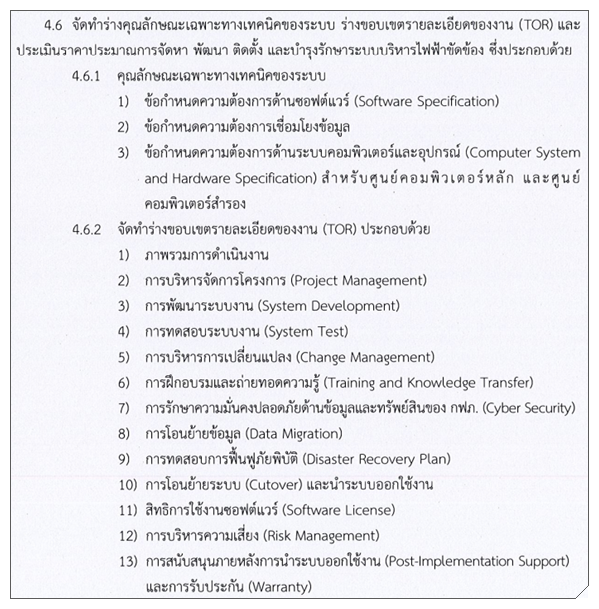 4.6 จัดทำร่างคุณลักษณะเฉพาะทางเทคนิคของระบบ ร่างขอบเขตรายละเอียดของงาน (TOR) และ
ประเมินราคาประมาณการจัดหา พัฒนา ติดตั้ง และบำรุงรักษาระบบบริหารไฟฟ้าขัดข้อง ซึ่งประกอบด้วย
4.6.1 คุณลักษณะเฉพาะทางเทคนิคของระบบ
1) ข้อกำหนดความต้องการด้านซอฟต์แวร์ (Software Specification)
2) ข้อกำหนดความต้องการเชื่อมโยงข้อมูล
3) ข้อกำหนดความต้องการด้านระบบคอมพิวเตอร์และอุปกรณ์ (Computer System
and Hardware Specification) สำหรับศูนย์คอมพิวเตอร์หลัก และศูนย์
คอมพิวเตอร์สำรอง
4.6.2 จัดทำร่างขอบเขตรายละเอียดของงาน (TOR) ประกอบด้วย
1) ภาพรวมการดำเนินงาน
2) การบริหารจัดการโครงการ (Project Management)
3) การพัฒนาระบบงาน (System Development)
4) การทดสอบระบบงาน (System Test)
5) การบริหารการเปลี่ยนแปลง (Change Management)
6) การฝึกอบรมและถ่ายทอดความรู้ (Training and Knowledge Transfer)
7) การรักษาความมั่นคงปลอดภัยด้านข้อมูลและทรัพย์สินของ กฟภ. (Cyber Security)
8) การโอนย้ายข้อมูล (Data Migration)
9) การทดสอบการฟื้นฟูภัยพิบัติ (Disaster Recovery Plan)
10) การโอนย้ายระบบ (Cutover) และนำระบบออกใช้งาน
11) สิทธิการใช้งานซอฟต์แวร์ (Software License)
12) การบริหารความเสี่ยง (Risk Management)
13) การสนับสนุนภายหลังการนำระบบออกใช้งาน (Post-Implementation Support)
และการรับประกัน (Warranty)